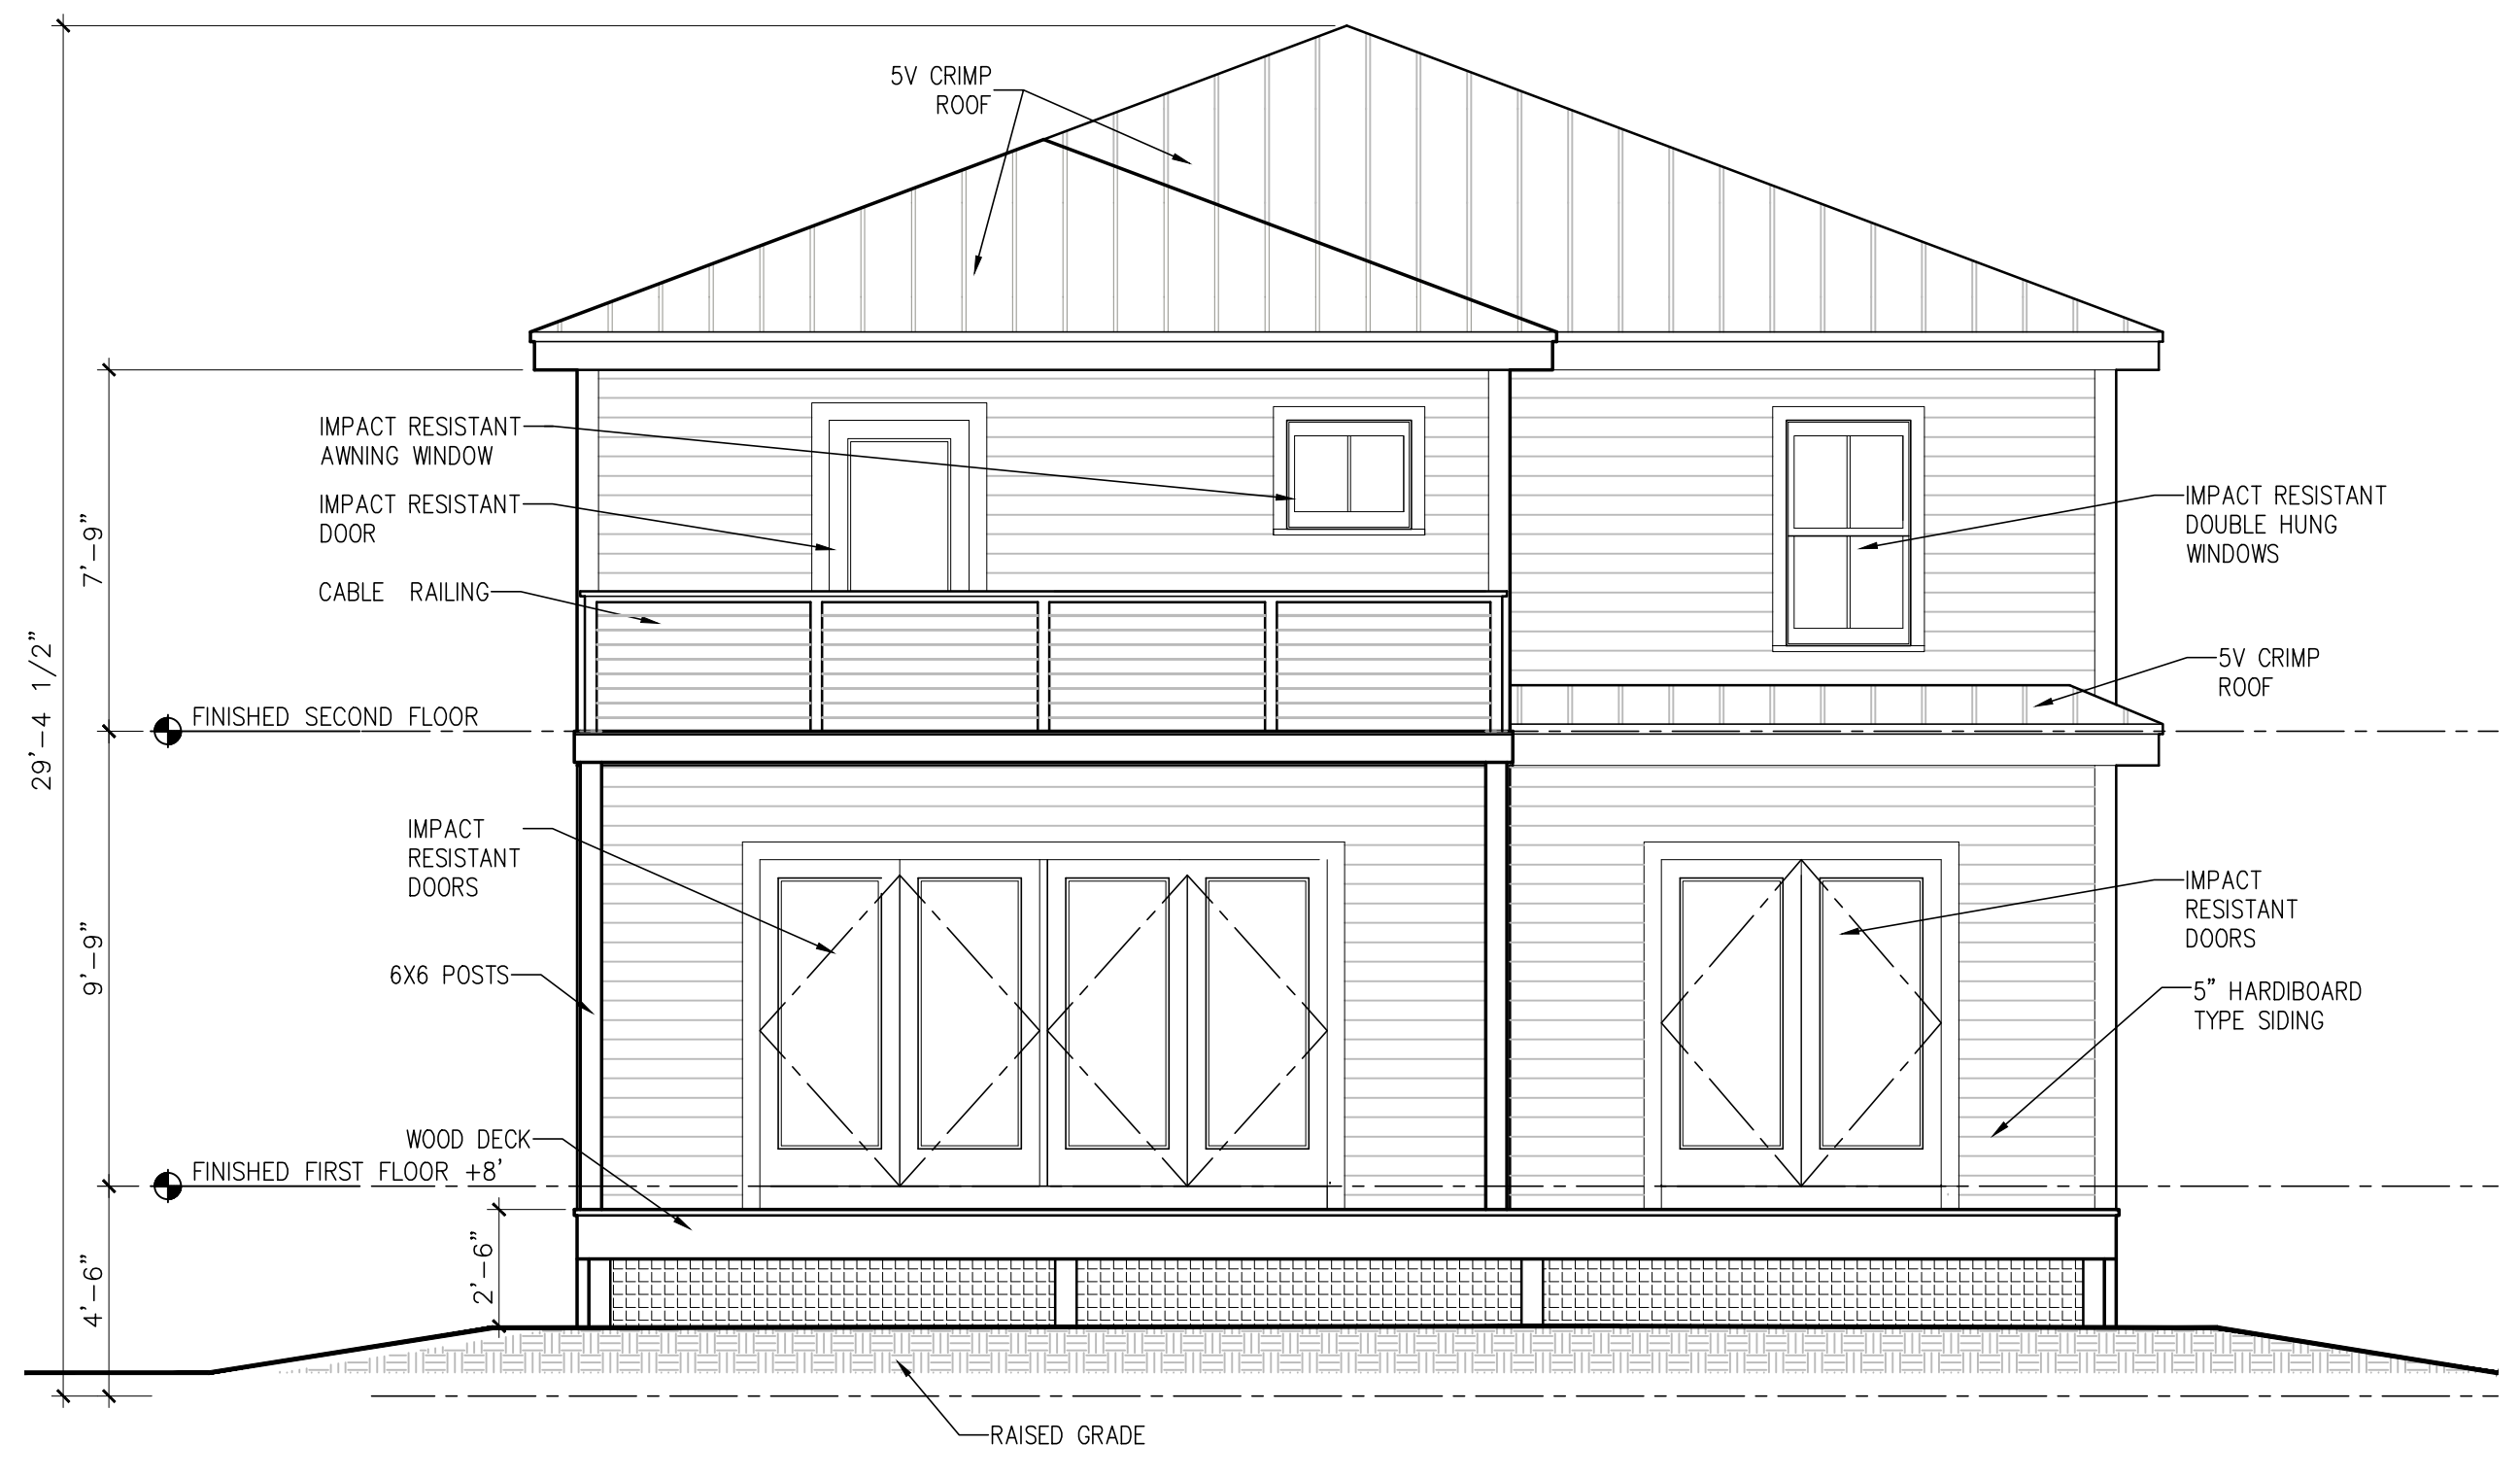 5V CRIMP
ROOF
IMPACT RESISTANT
AWNING WINDOW
IMPACT RESISTANT
DOOR
CABLE RAILING
IMPACT RESISTANT
DOUBLE HUNG
WINDOWS
5V CRIMP
ROOF
7'-9"
29'-4 1/2"
FINISHED SECOND FLOOR
IMPACT
RESISTANT
DOORS
IMPACT
RESISTANT
DOORS
9'-9"
6X6 POSTS
5" HARDIBOARD
TYPE SIDING
WOOD DECK
FINISHED FIRST FLOOR +8'
4'-6"
2'-6"
RAISED GRADE